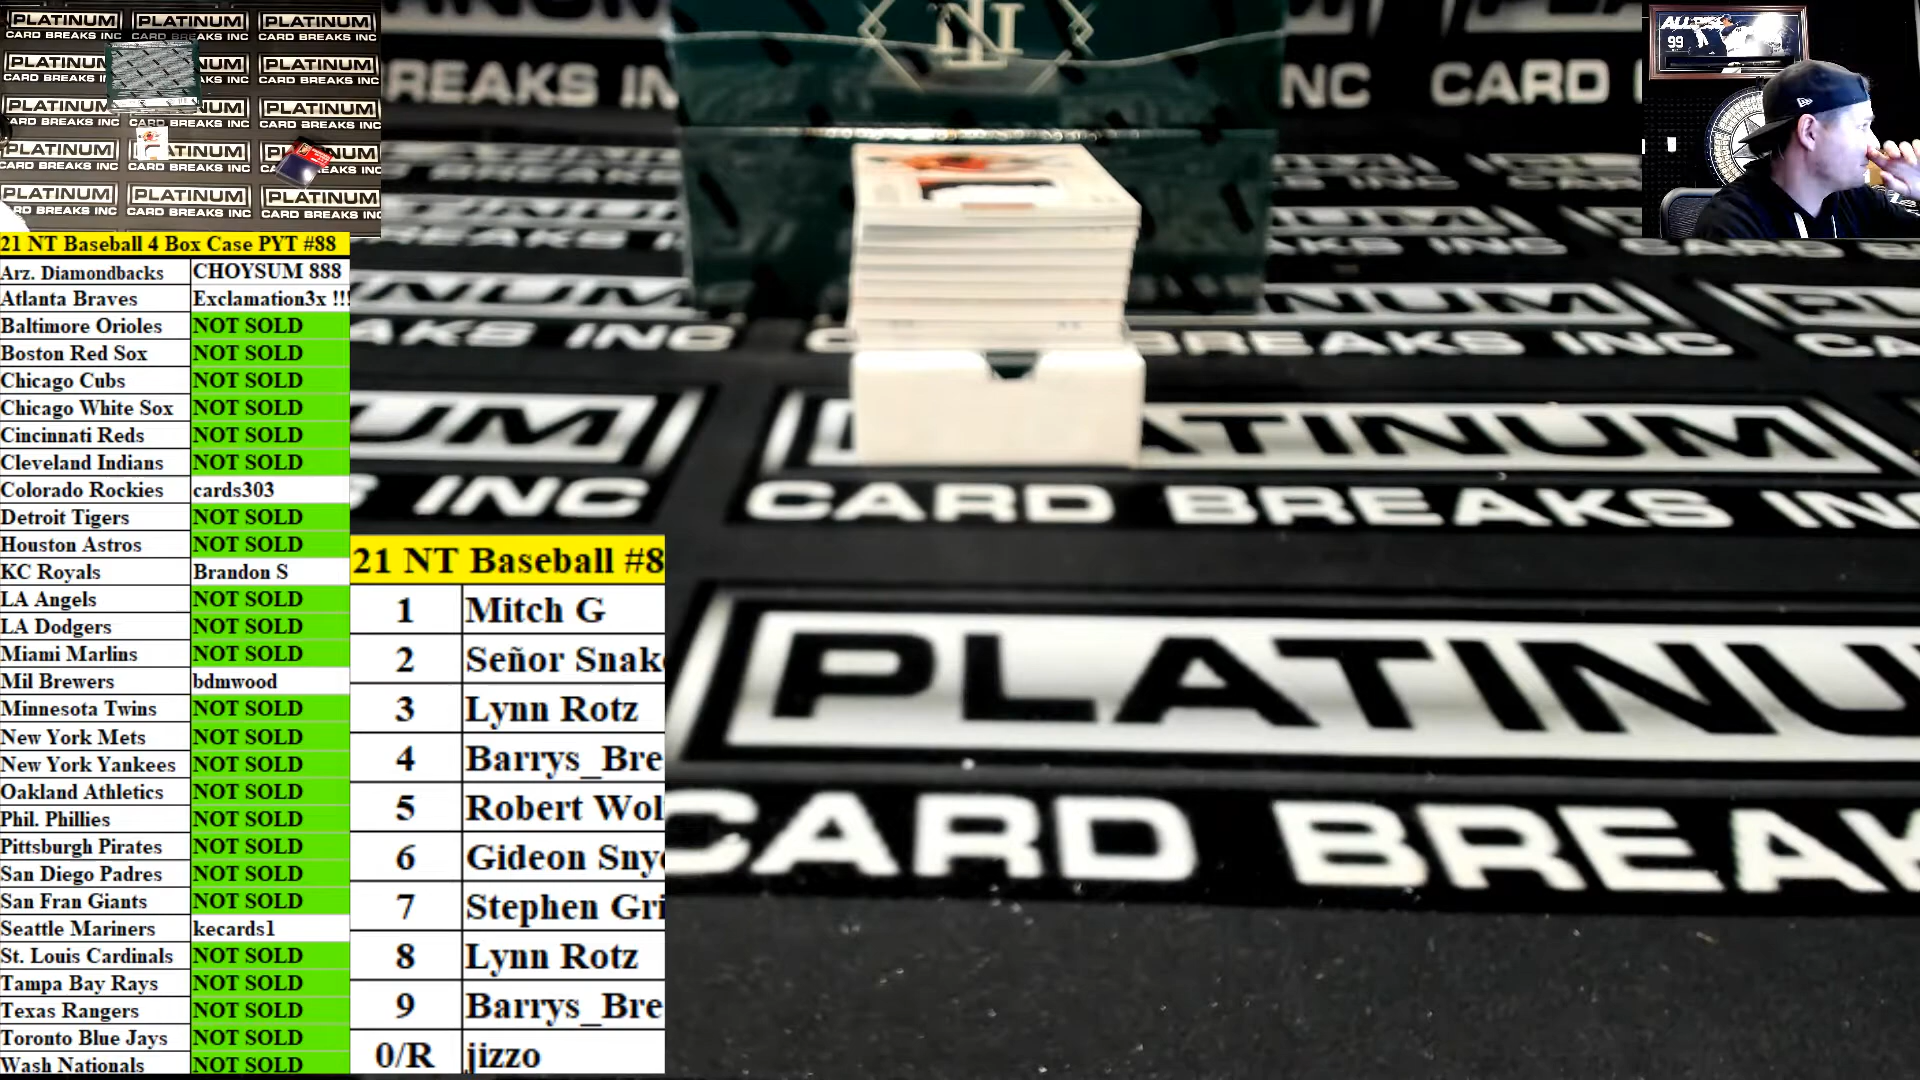 21 NT Baseball 4 Box Case PYT #88
Arz. Diamondbacks CHOYSUM 888
Atlanta Braves Exclamation3x !!!
Baltimore Orioles NOT SOLD
Boston Red Sox NOT SOLD
Chicago Cubs NOT SOLD
Chicago White Sox NOT SOLD
Cincinnati Reds NOT SOLD
Cleveland Indians NOT SOLD
Colorado Rockies cards303
Detroit Tigers NOT SOLD
Houston Astros NOT SOLD
KC Royals Brandon S
LA Angels NOT SOLD
LA Dodgers NOT SOLD
Miami Marlins NOT SOLD
Mil Brewers bdmwood
Minnesota Twins NOT SOLD
New York Mets NOT SOLD
New York Yankees NOT SOLD
Oakland Athletics NOT SOLD
Phil. Phillies NOT SOLD
Pittsburgh Pirates NOT SOLD
San Diego Padres NOT SOLD
San Fran Giants NOT SOLD
Seattle Mariners kecards1
St. Louis Cardinals NOT SOLD
Tampa Bay Rays NOT SOLD
Texas Rangers NOT SOLD
Toronto Blue Jays NOT SOLD
Wash Nationals NOT SOLD
21 NT Baseball #8
1 Mitch G
2 Señor Snak
3 Lynn Rotz
4 Barrys_Bre
5 Robert Wol
6 Gideon Sny
7 Stephen Gri
8 Lynn Rotz
9 Barrys_Bre
0/R jizzo
PLATINUM
CARD BREAKS INC
PLATINU
CARD BREAK
99